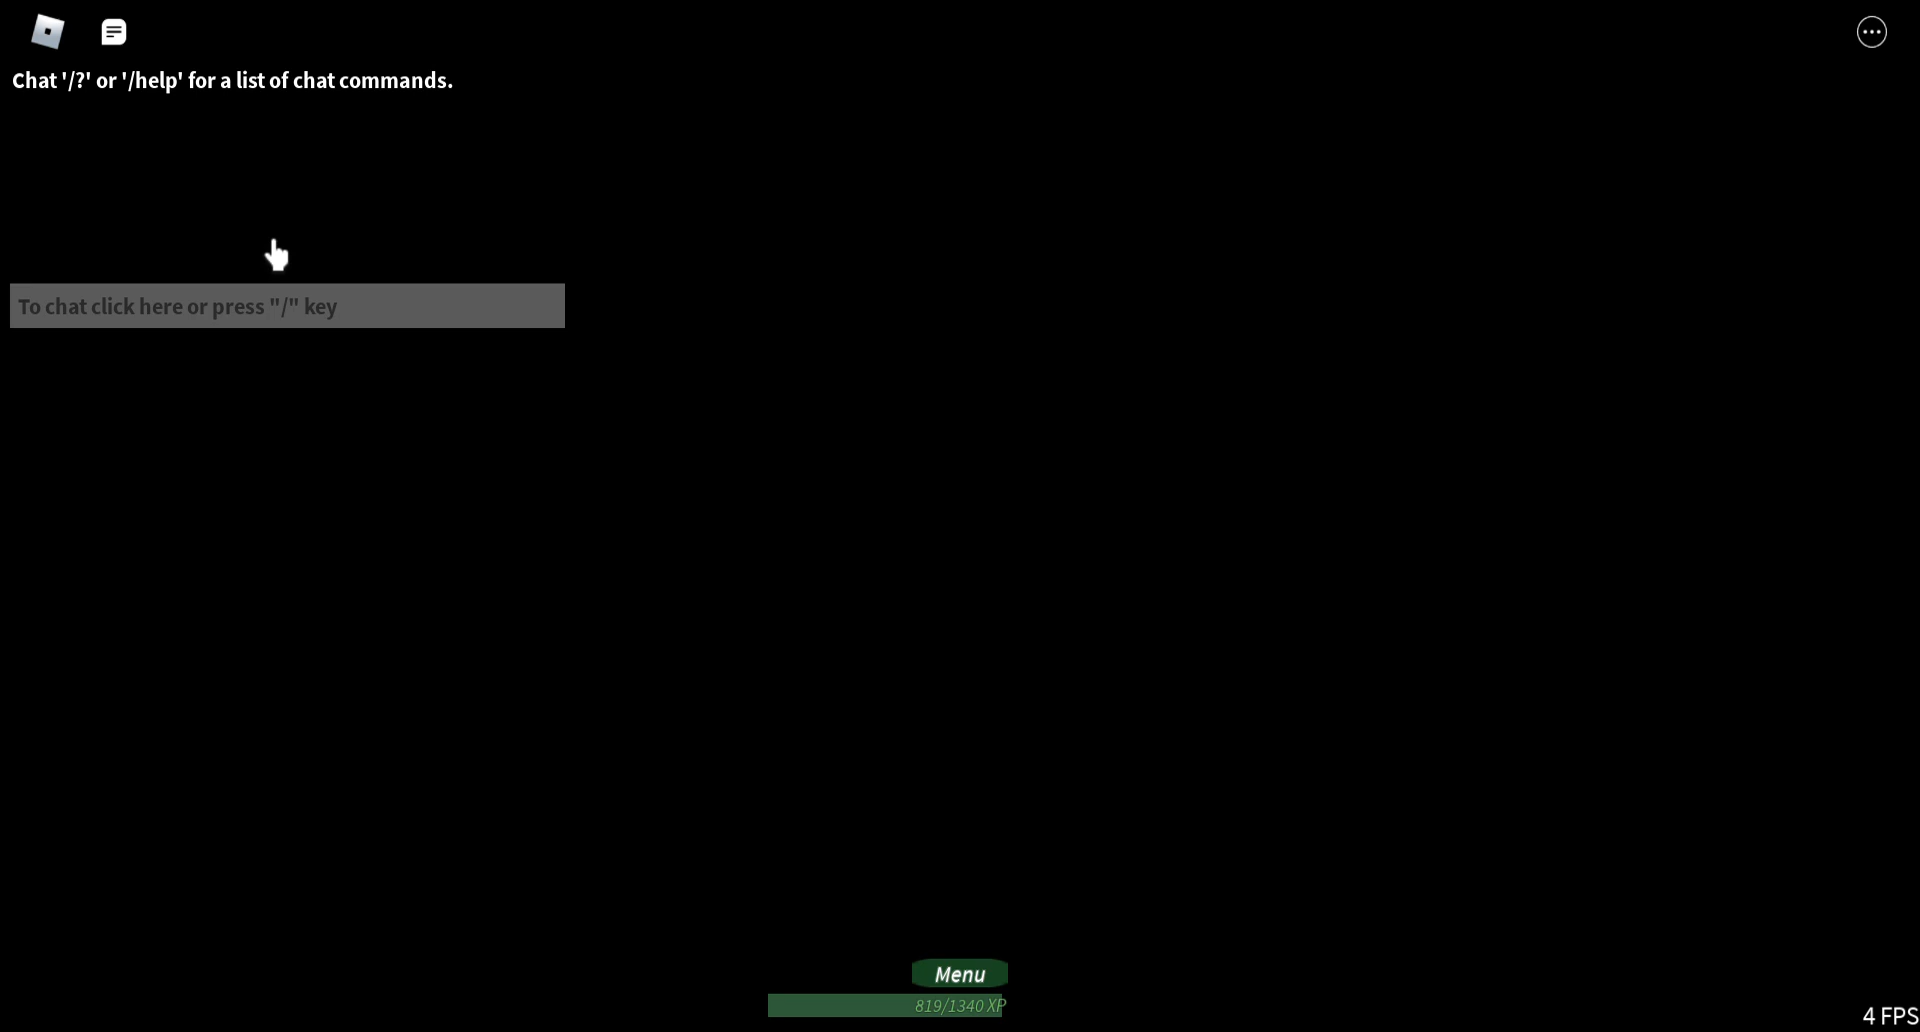 Chat '/?' or '/help' for a list of chat commands.
To chat click here or press "/" key
Menu
819/1340 XP
4 FPS